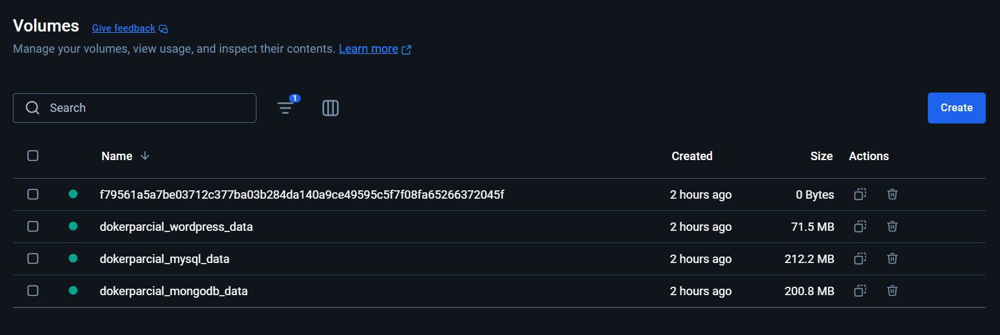 Volumes Give feedback
Manage your volumes, view usage, and inspect their contents. Learn more
Search 1 Create
Name Created Size Actions
f79561a5a7be03712c377ba03b284da140a9ce49595c5f7f08fa65266372045f 2 hours ago 0 Bytes
dokerparcial_wordpress_data 2 hours ago 71.5 MB
dokerparcial_mysql_data 2 hours ago 212.2 MB
dokerparcial_mongodb_data 2 hours ago 200.8 MB